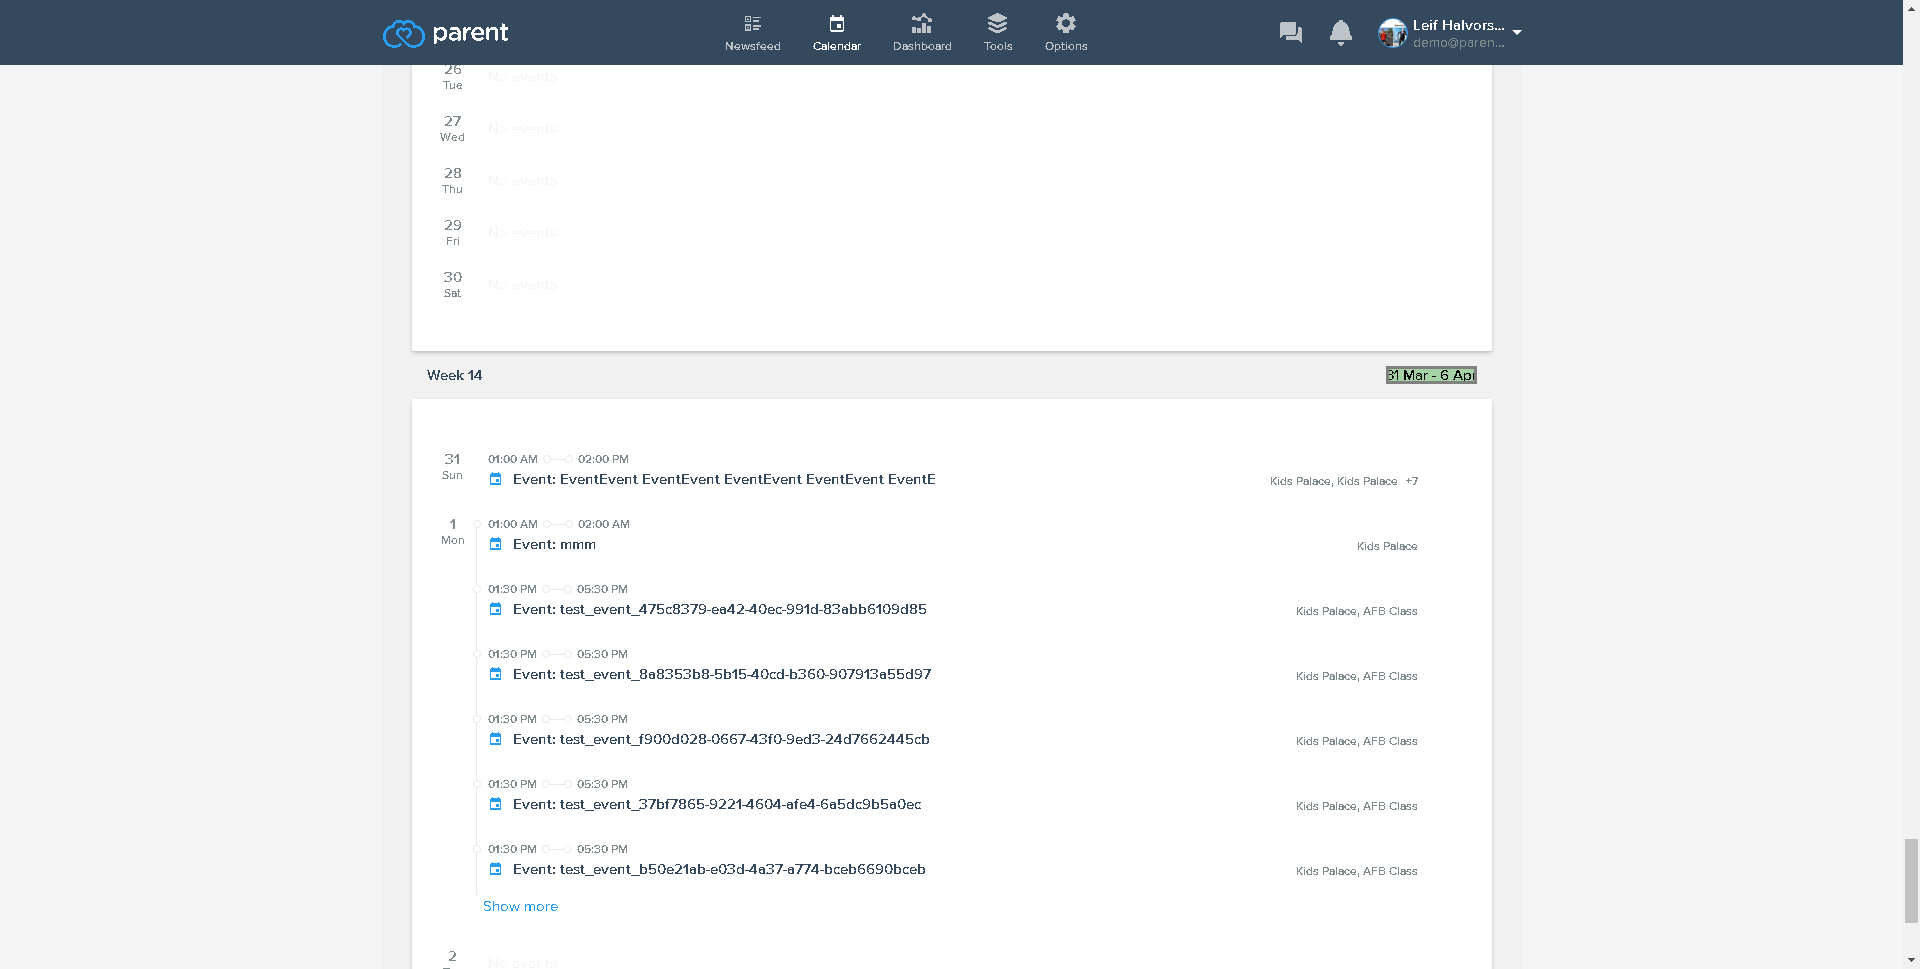 parent
Newsfeed
Calendar
Dashboard
Tools
Options
Leif Halvors...
demo@paren...
26
Tue
No events
27
Wed
No events
28
Thu
No events
29
Fri
No events
30
Sat
No events
Week 14
31 Mar - 6 Apr
31
Sun
01:00 AM 02:00 PM
Event: EventEvent EventEvent EventEvent EventEvent EventE
Kids Palace, Kids Palace +7
1
Mon
01:00 AM 02:00 AM
Event: mmm
Kids Palace
01:30 PM 05:30 PM
Event: test_event_475c8379-ea42-40ec-991d-83abb6109d85
Kids Palace, AFB Class
01:30 PM 05:30 PM
Event: test_event_8a8353b8-5b15-40cd-b360-907913a55d97
Kids Palace, AFB Class
01:30 PM 05:30 PM
Event: test_event_f900d028-0667-43f0-9ed3-24d7662445cb
Kids Palace, AFB Class
01:30 PM 05:30 PM
Event: test_event_37bf7865-9221-4604-afe4-6a5dc9b5a0ec
Kids Palace, AFB Class
01:30 PM 05:30 PM
Event: test_event_b50e21ab-e03d-4a37-a774-bceb6690bceb
Kids Palace, AFB Class
Show more
2
No events